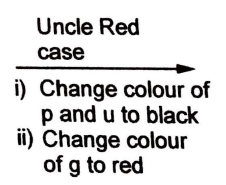 Uncle Red
case
i) Change colour of
p and u to black
ii) Change colour
of g to red